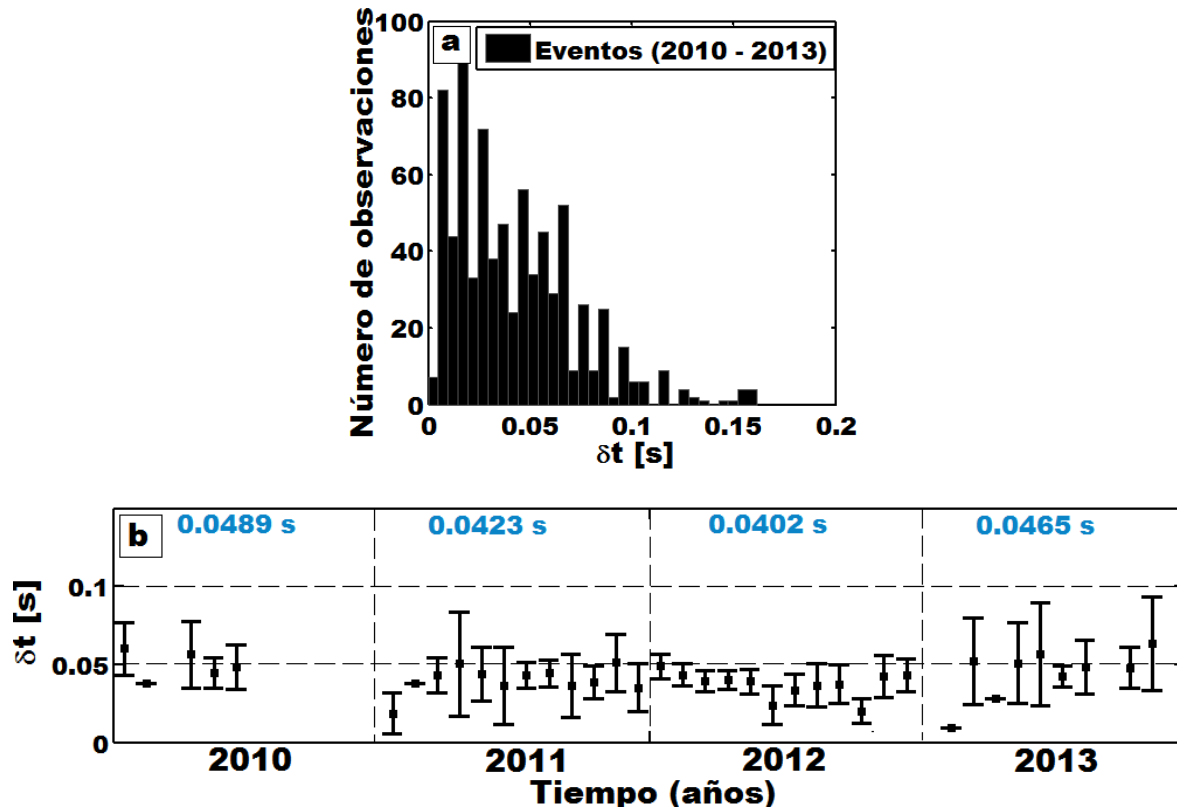 100
80
60
40
20
0
Número de observaciones
a
Eventos (2010 - 2013)
0 0.05 0.1 0.15 0.2
δt [s]
b
0.0489 s 0.0423 s 0.0402 s 0.0465 s
0.1
0.05
0
δt [s]
2010 2011 2012 2013
Tiempo (años)